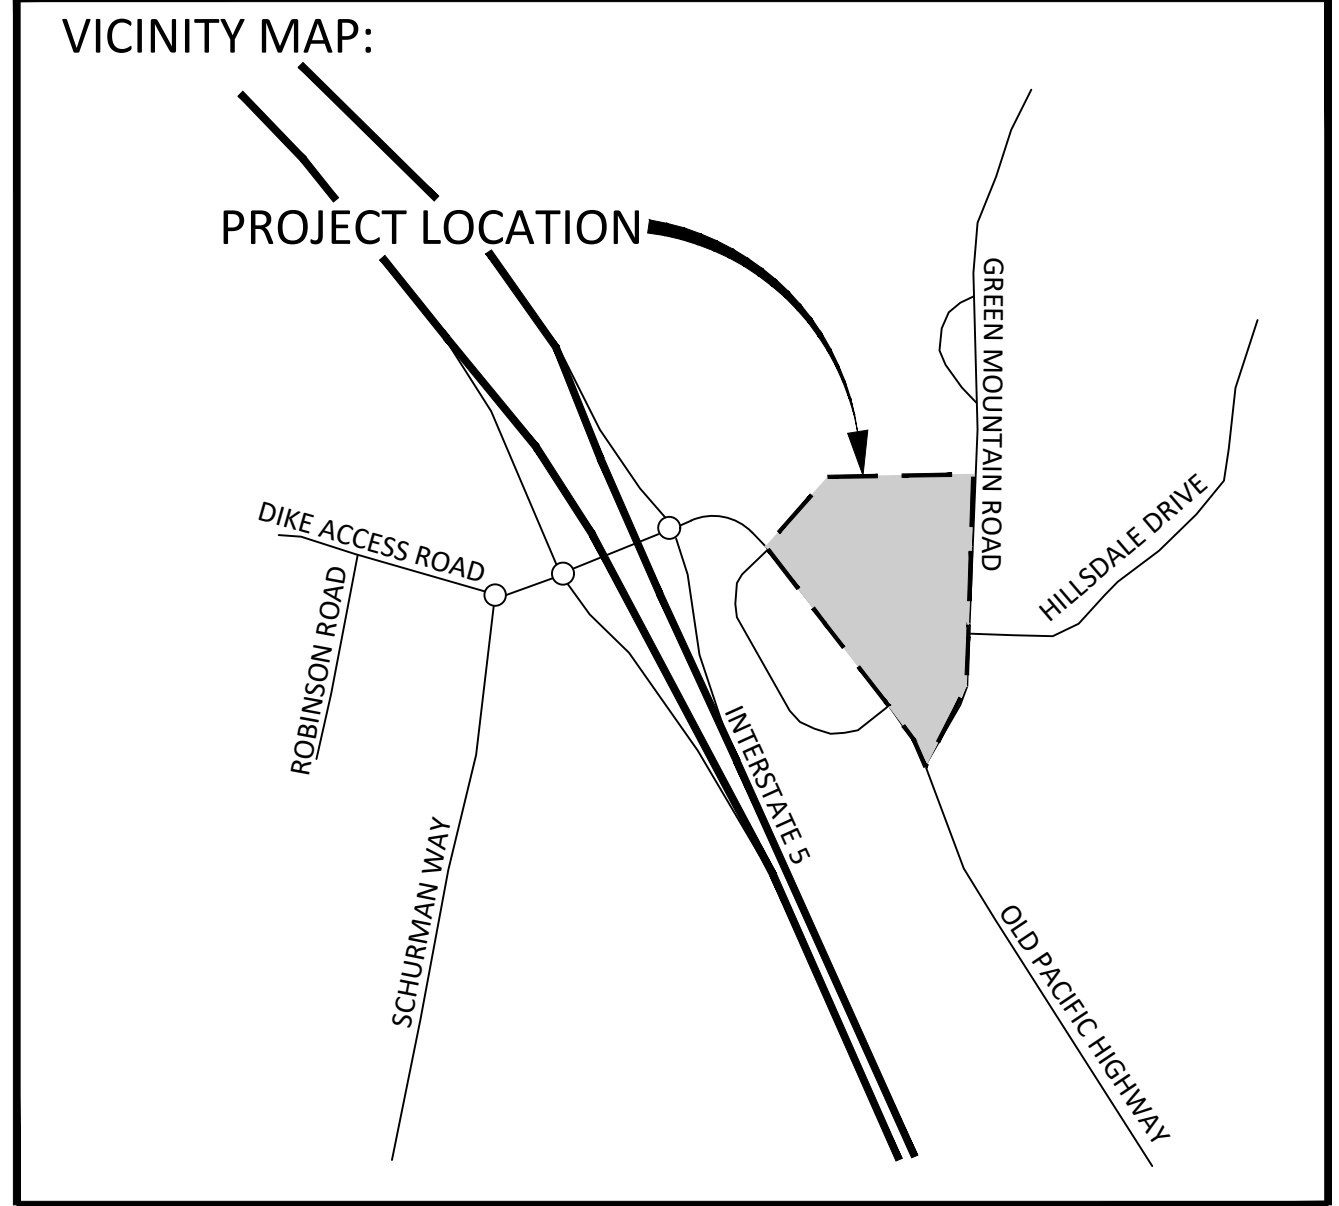 VICINITY MAP:
PROJECT LOCATION
GREEN MOUNTAIN ROAD
HILLSDALE DRIVE
DIKE ACCESS ROAD
ROBINSON ROAD
INTERSTATE 5
SCHURMAN WAY
OLD PACIFIC HIGHWAY